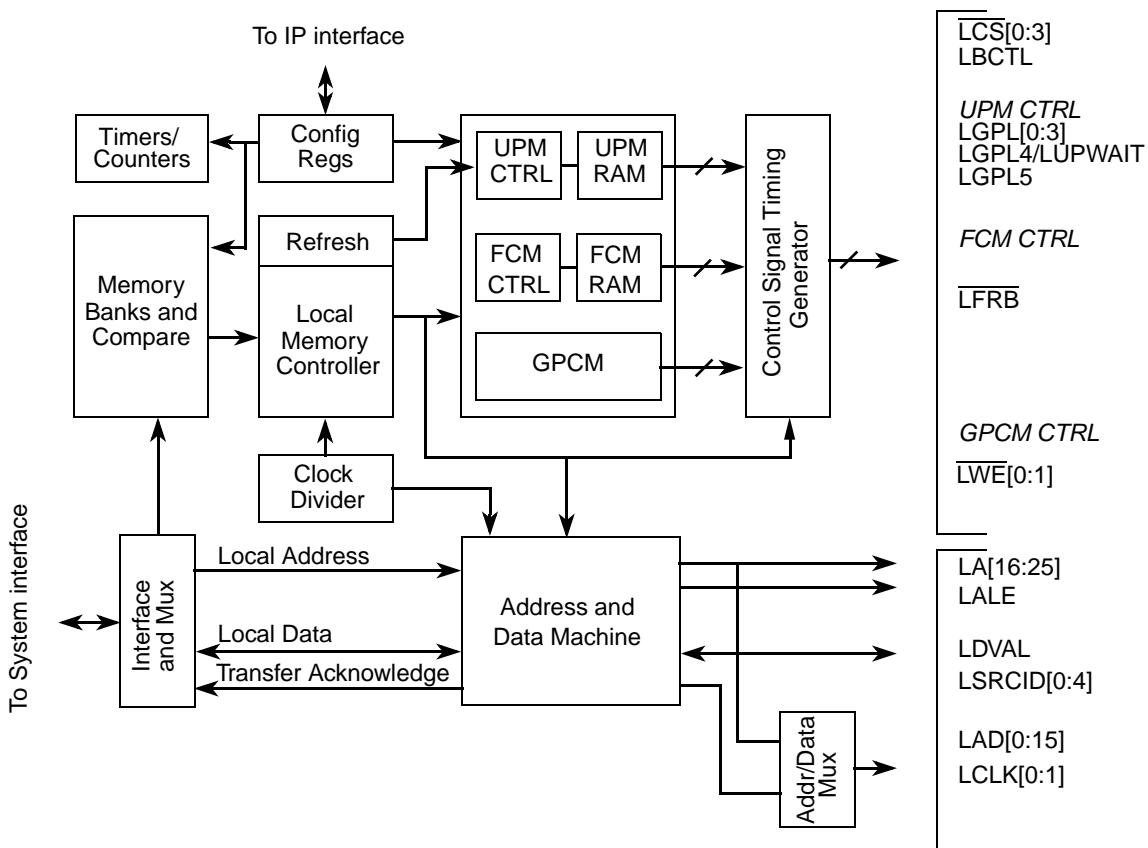 To IP interface
Timers/
Counters
Config
Regs
Memory
Banks and
Compare
Refresh
Local
Memory
Controller
Clock
Divider
UPM
CTRL
UPM
RAM
FCM
CTRL
FCM
RAM
GPCM
Control Signal Timing
Generator
To System interface
Interface
and Mux
Local Address
Local Data
Transfer Acknowledge
Address and
Data Machine
Addr/Data
Mux
L̅C̅S̅[0:3]
LBCTL
UPM CTRL
LGPL[0:3]
LGPL4/LUPWAIT
LGPL5
FCM CTRL
L̅F̅R̅B̅
GPCM CTRL
L̅W̅E̅[0:1]
LA[16:25]
LALE
LDVAL
LSRCID[0:4]
LAD[0:15]
LCLK[0:1]